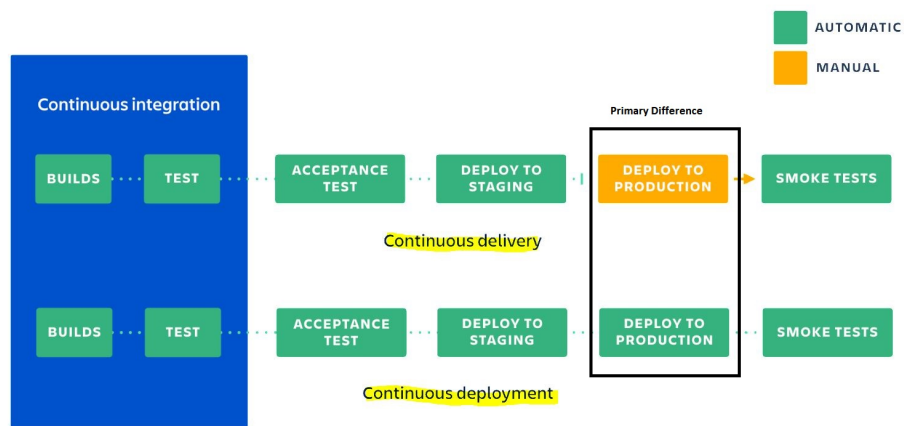 AUTOMATIC
MANUAL
Continuous integration
Primary Difference
BUILDS
TEST
ACCEPTANCE
TEST
DEPLOY TO
STAGING
DEPLOY TO
PRODUCTION
SMOKE TESTS
Continuous delivery
BUILDS
TEST
ACCEPTANCE
TEST
DEPLOY TO
STAGING
DEPLOY TO
PRODUCTION
SMOKE TESTS
Continuous deployment